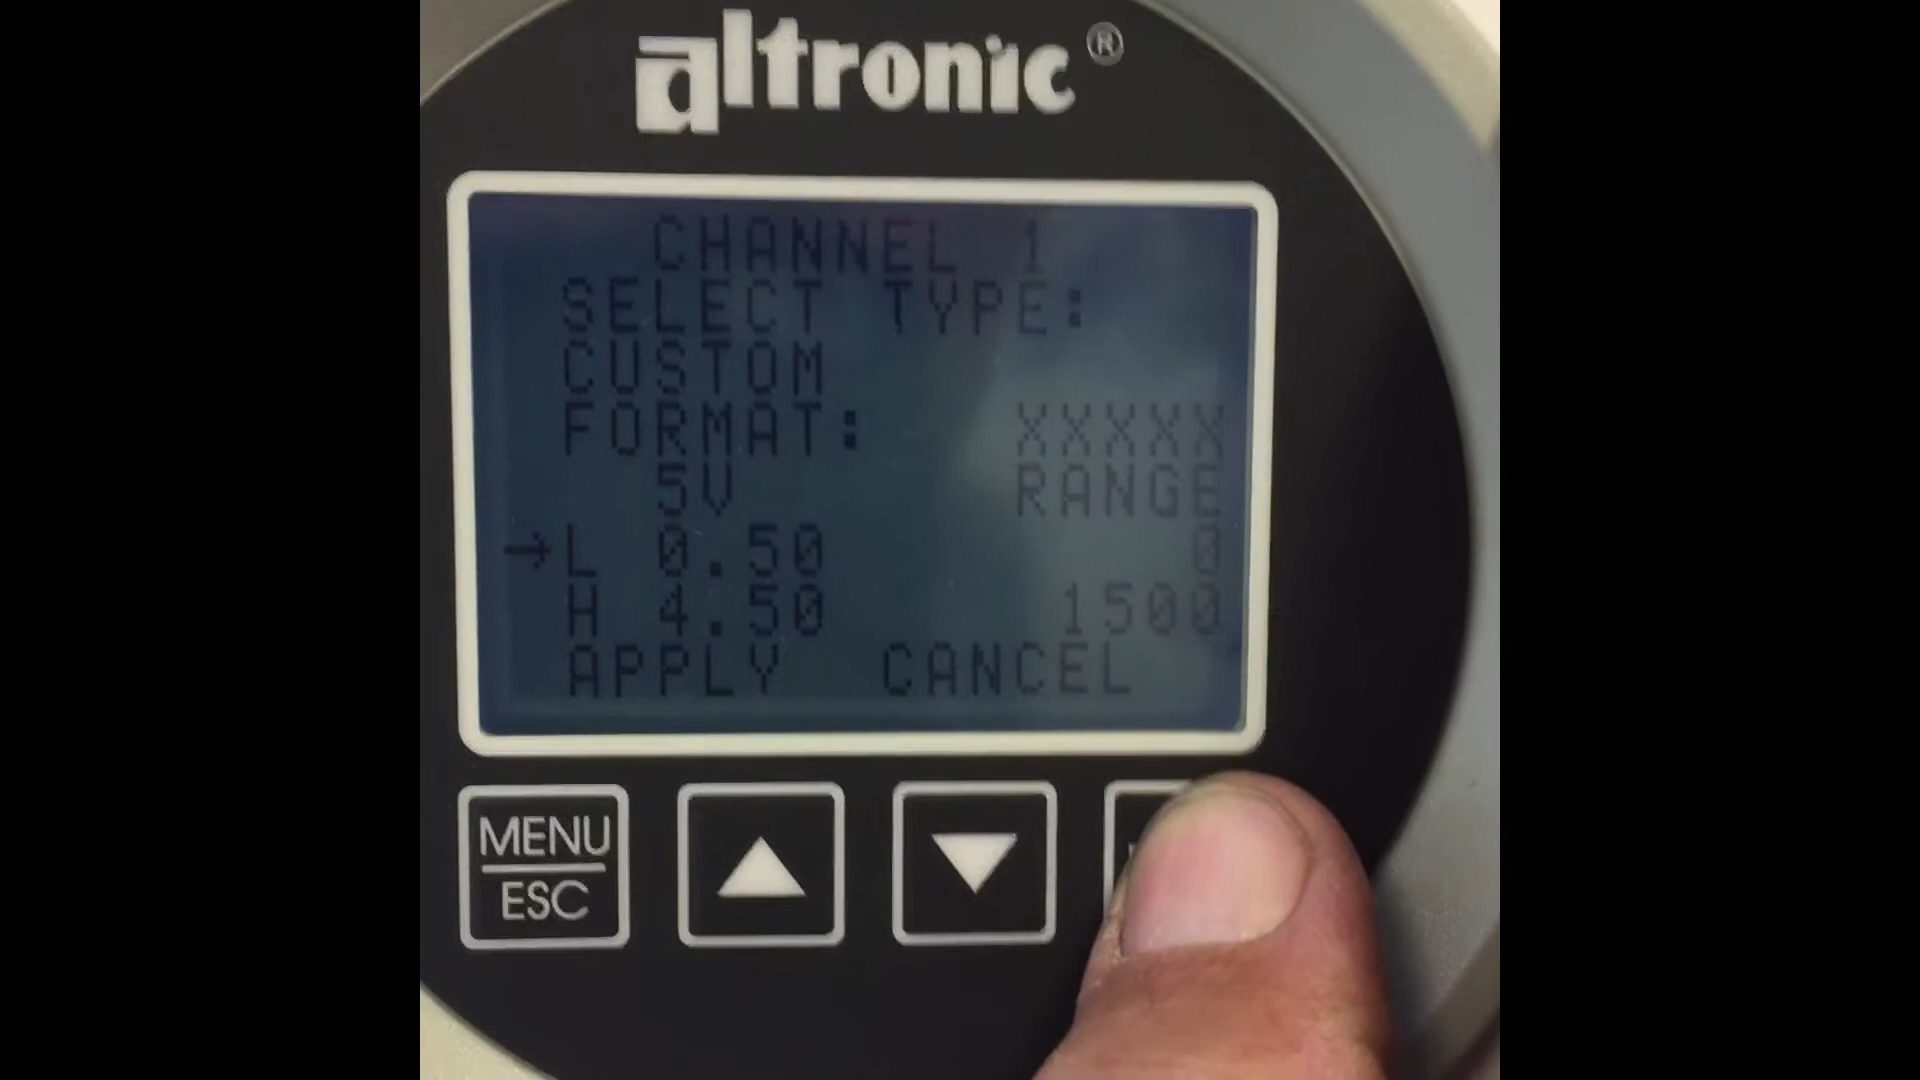 altronic ®
CHANNEL 1
SELECT TYPE:
CUSTOM
FORMAT: XXXXX
5V RANGE
→L 0.50 0
H 4.50 1500
APPLY CANCEL
MENU
ESC